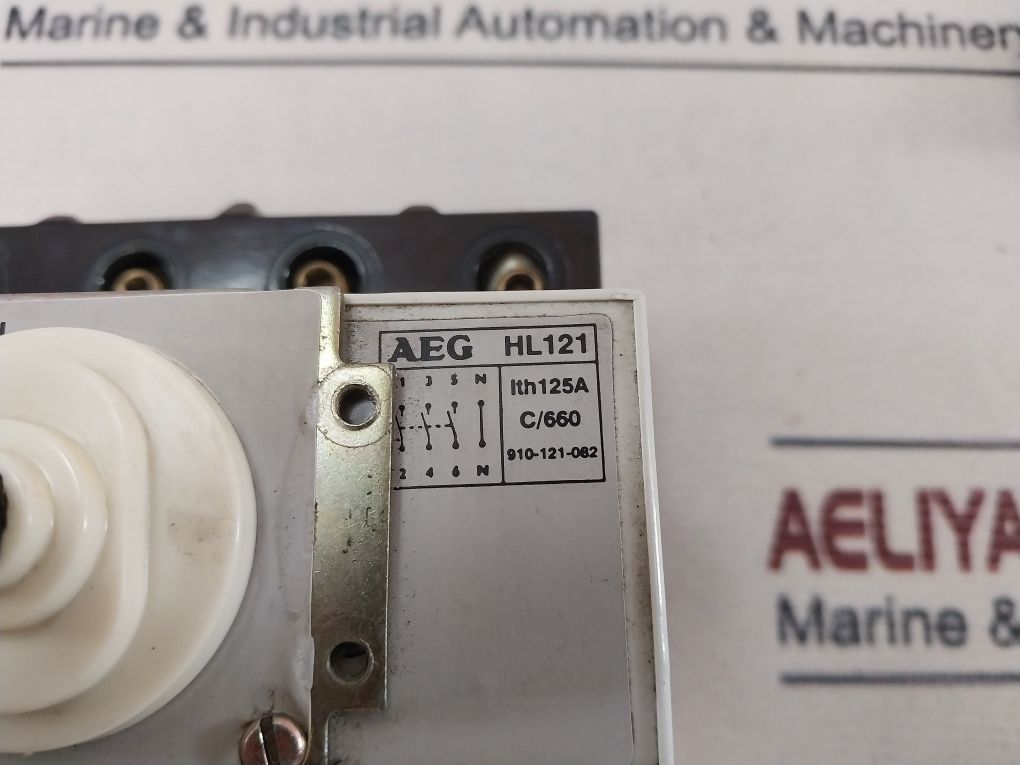 Marine & Industrial Automation & Machinery
AEG HL121
1 3 5 N
Ith125A
C/660
910-121-082
2 4 6 N
AELIYA
Marine &